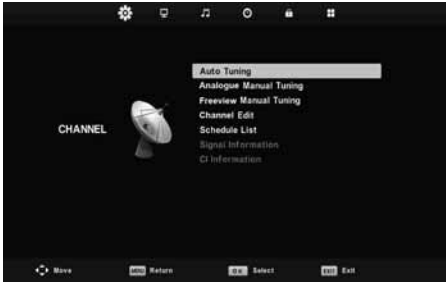 Auto Tuning
Analogue Manual Tuning
Freeview Manual Tuning
Channel Edit
CHANNEL
Schedule List
Signal Information
CI Information
Move
MENU Return
OK Select
EXIT Exit